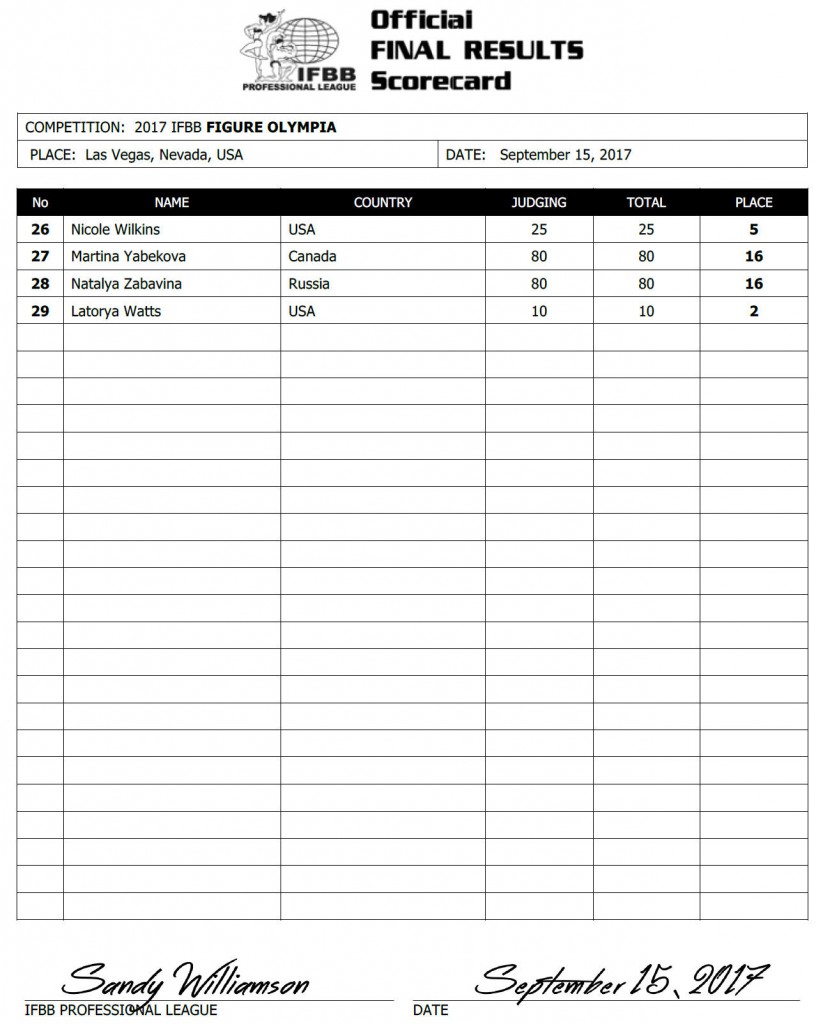 Official
FINAL RESULTS
Scorecard
IFBB
PROFESSIONAL LEAGUE
COMPETITION: 2017 IFBB FIGURE OLYMPIA
PLACE: Las Vegas, Nevada, USA DATE: September 15, 2017
No NAME COUNTRY JUDGING TOTAL PLACE
26 Nicole Wilkins USA 25 25 5
27 Martina Yabekova Canada 80 80 16
28 Natalya Zabavina Russia 80 80 16
29 Latorya Watts USA 10 10 2
Sandy Williamson September 15, 2017
IFBB PROFESSIONAL LEAGUE DATE